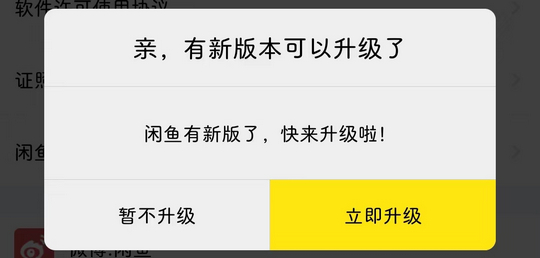 软件许可使用协议
亲，有新版本可以升级了
证照
闲鱼有新版了，快来升级啦！
闲鱼
暂不升级
立即升级
微博:闲鱼